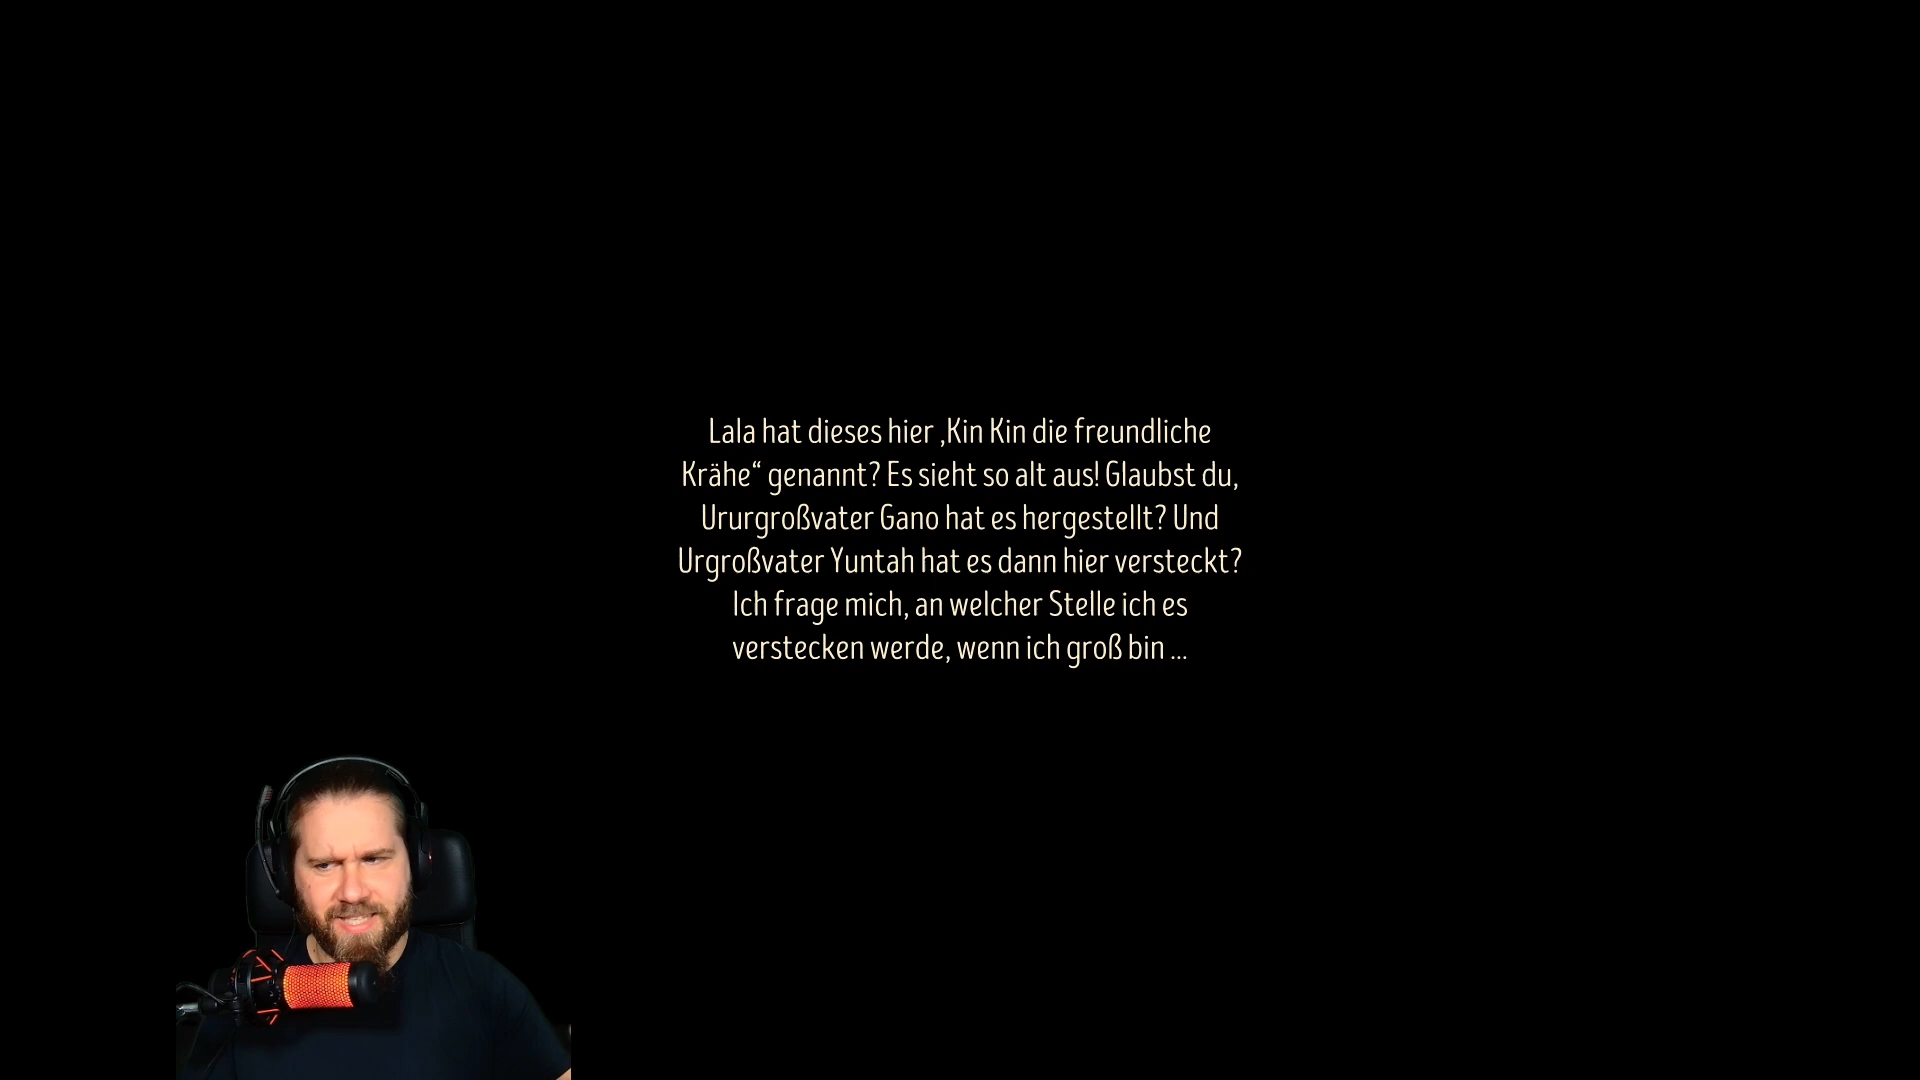 Lala hat dieses hier ‚Kin Kin die freundliche
Krähe“ genannt? Es sieht so alt aus! Glaubst du,
Ururgroßvater Gano hat es hergestellt? Und
Urgroßvater Yuntah hat es dann hier versteckt?
Ich frage mich, an welcher Stelle ich es
verstecken werde, wenn ich groß bin ...